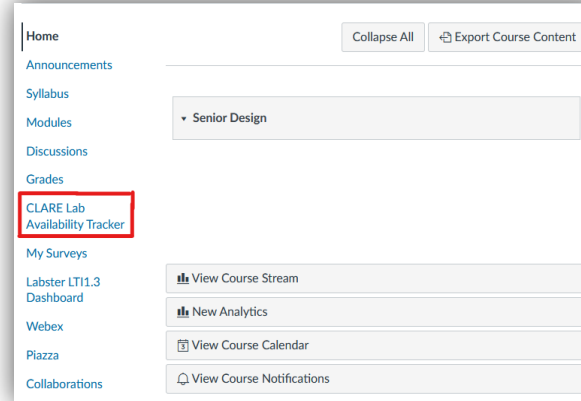 Home
Collapse All
Export Course Content
Announcements
Syllabus
Modules
Senior Design
Discussions
Grades
CLARE Lab
Availability Tracker
My Surveys
Labster LTI1.3
Dashboard
Webex
Piazza
Collaborations
View Course Stream
New Analytics
View Course Calendar
View Course Notifications